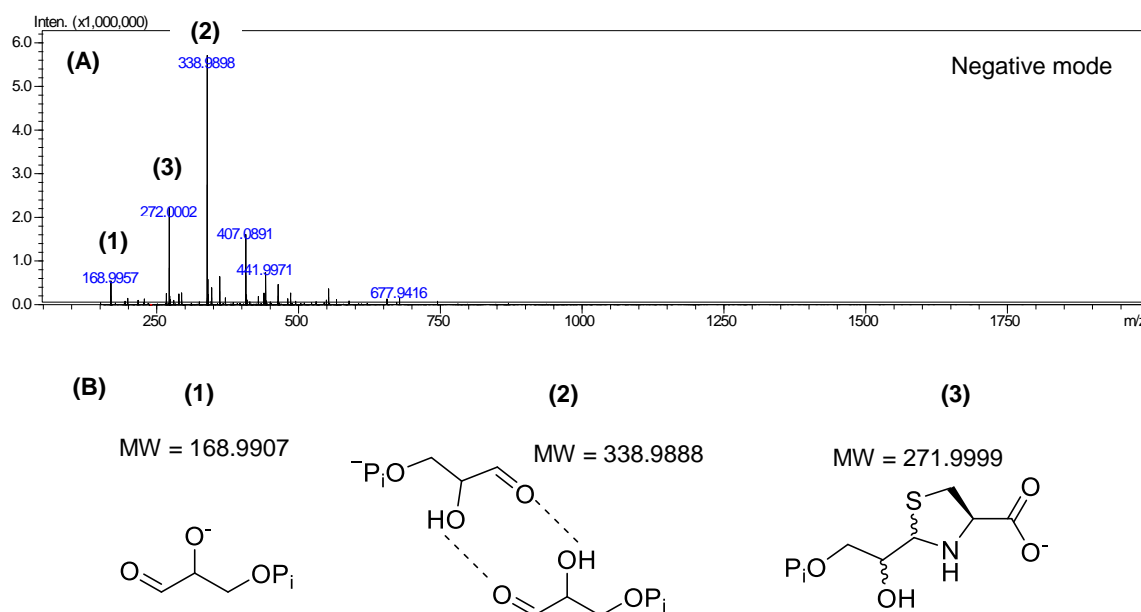 Inten. (x1,000,000)
(2)
6.0
338.9898
(A)
Negative mode
5.0
4.0
(3)
3.0
272.0002
2.0
(1)
407.0891
1.0
441.9971
168.9957
677.9416
0.0
250 500 750 1000 1250 1500 1750 m/z
(B) (1) (2) (3)
MW = 168.9907
MW = 338.9888
MW = 271.9999
⁻PᵢO
O
HO
S
O
O⁻
N
H
O⁻
OH
PᵢO
O
OPᵢ
O
OPᵢ
OH